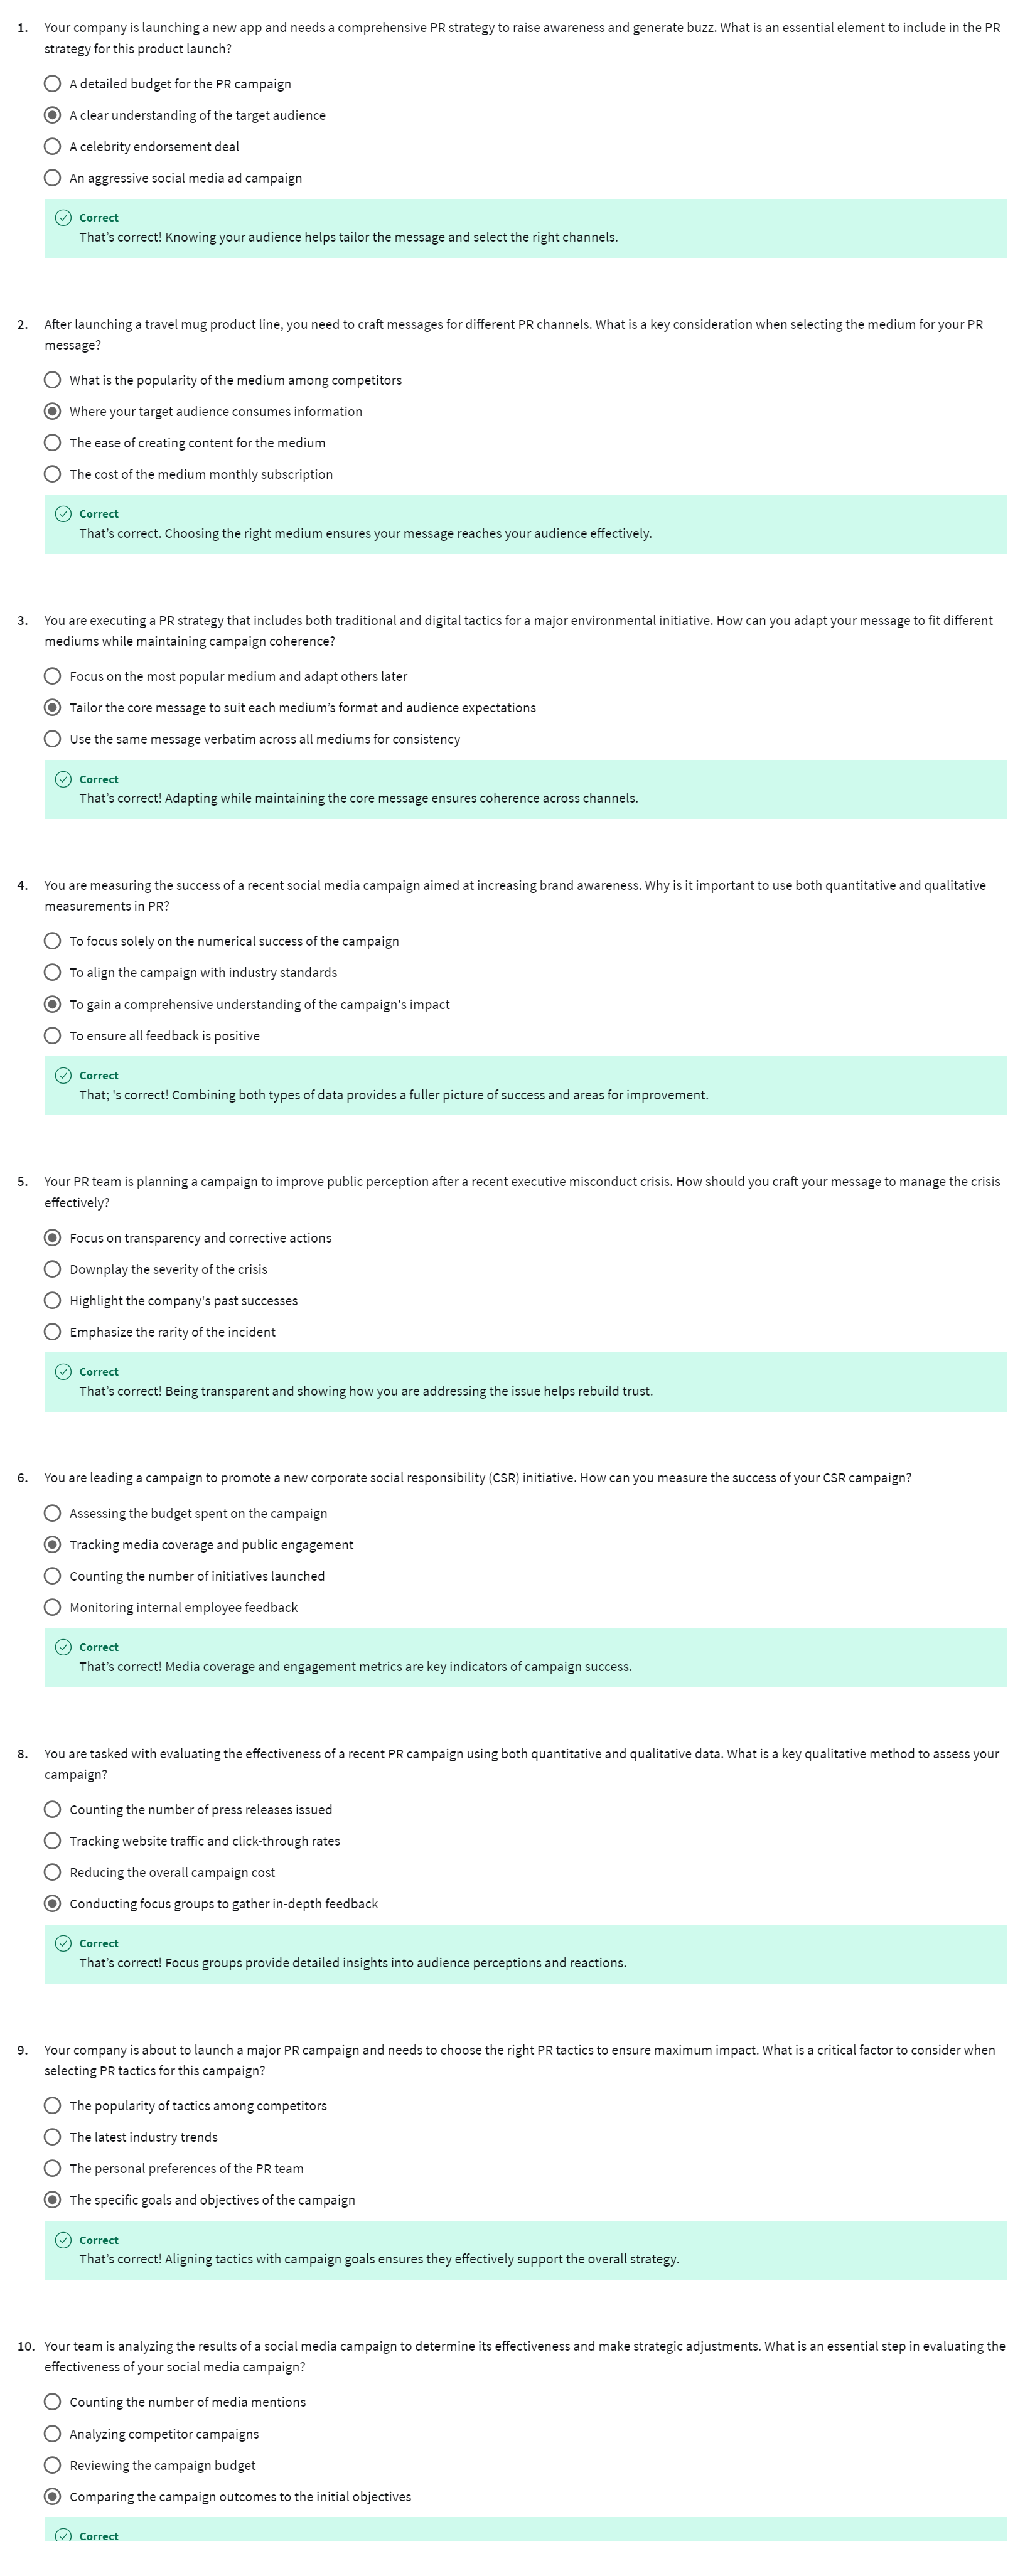 1. Your company is launching a new app and needs a comprehensive PR strategy to raise awareness and generate buzz. What is an essential element to include in the PR
strategy for this product launch?
A detailed budget for the PR campaign
A clear understanding of the target audience
A celebrity endorsement deal
An aggressive social media ad campaign
Correct
That’s correct! Knowing your audience helps tailor the message and select the right channels.
2. After launching a travel mug product line, you need to craft messages for different PR channels. What is a key consideration when selecting the medium for your PR
message?
What is the popularity of the medium among competitors
Where your target audience consumes information
The ease of creating content for the medium
The cost of the medium monthly subscription
Correct
That’s correct. Choosing the right medium ensures your message reaches your audience effectively.
3. You are executing a PR strategy that includes both traditional and digital tactics for a major environmental initiative. How can you adapt your message to fit different
mediums while maintaining campaign coherence?
Focus on the most popular medium and adapt others later
Tailor the core message to suit each medium’s format and audience expectations
Use the same message verbatim across all mediums for consistency
Correct
That’s correct! Adapting while maintaining the core message ensures coherence across channels.
4. You are measuring the success of a recent social media campaign aimed at increasing brand awareness. Why is it important to use both quantitative and qualitative
measurements in PR?
To focus solely on the numerical success of the campaign
To align the campaign with industry standards
To gain a comprehensive understanding of the campaign's impact
To ensure all feedback is positive
Correct
That; 's correct! Combining both types of data provides a fuller picture of success and areas for improvement.
5. Your PR team is planning a campaign to improve public perception after a recent executive misconduct crisis. How should you craft your message to manage the crisis
effectively?
Focus on transparency and corrective actions
Downplay the severity of the crisis
Highlight the company's past successes
Emphasize the rarity of the incident
Correct
That’s correct! Being transparent and showing how you are addressing the issue helps rebuild trust.
6. You are leading a campaign to promote a new corporate social responsibility (CSR) initiative. How can you measure the success of your CSR campaign?
Assessing the budget spent on the campaign
Tracking media coverage and public engagement
Counting the number of initiatives launched
Monitoring internal employee feedback
Correct
That’s correct! Media coverage and engagement metrics are key indicators of campaign success.
8. You are tasked with evaluating the effectiveness of a recent PR campaign using both quantitative and qualitative data. What is a key qualitative method to assess your
campaign?
Counting the number of press releases issued
Tracking website traffic and click-through rates
Reducing the overall campaign cost
Conducting focus groups to gather in-depth feedback
Correct
That’s correct! Focus groups provide detailed insights into audience perceptions and reactions.
9. Your company is about to launch a major PR campaign and needs to choose the right PR tactics to ensure maximum impact. What is a critical factor to consider when
selecting PR tactics for this campaign?
The popularity of tactics among competitors
The latest industry trends
The personal preferences of the PR team
The specific goals and objectives of the campaign
Correct
That’s correct! Aligning tactics with campaign goals ensures they effectively support the overall strategy.
10. Your team is analyzing the results of a social media campaign to determine its effectiveness and make strategic adjustments. What is an essential step in evaluating the
effectiveness of your social media campaign?
Counting the number of media mentions
Analyzing competitor campaigns
Reviewing the campaign budget
Comparing the campaign outcomes to the initial objectives
Correct